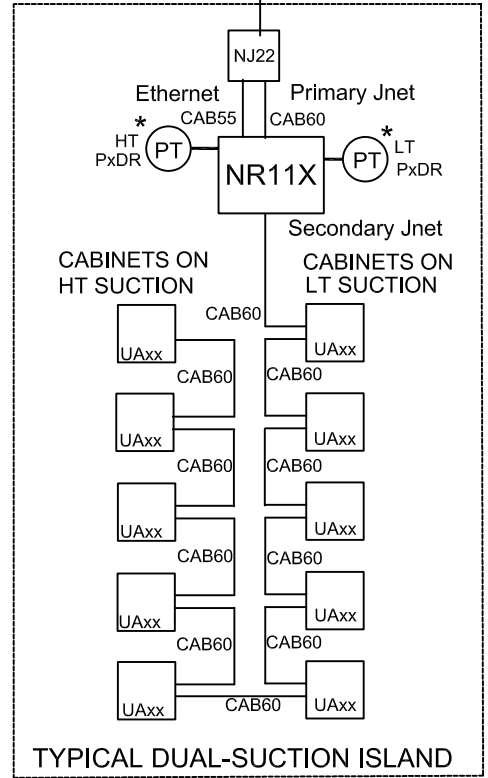 NJ22
Ethernet
Primary Jnet
CAB55
CAB60
*
HT
PxDR
PT
NR11X
PT
*
LT
PxDR
Secondary Jnet
CABINETS ON
HT SUCTION
CABINETS ON
LT SUCTION
CAB60
UAxx
UAxx
CAB60
CAB60
UAxx
UAxx
CAB60
CAB60
UAxx
UAxx
CAB60
CAB60
UAxx
UAxx
CAB60
CAB60
UAxx
CAB60
UAxx
TYPICAL DUAL-SUCTION ISLAND